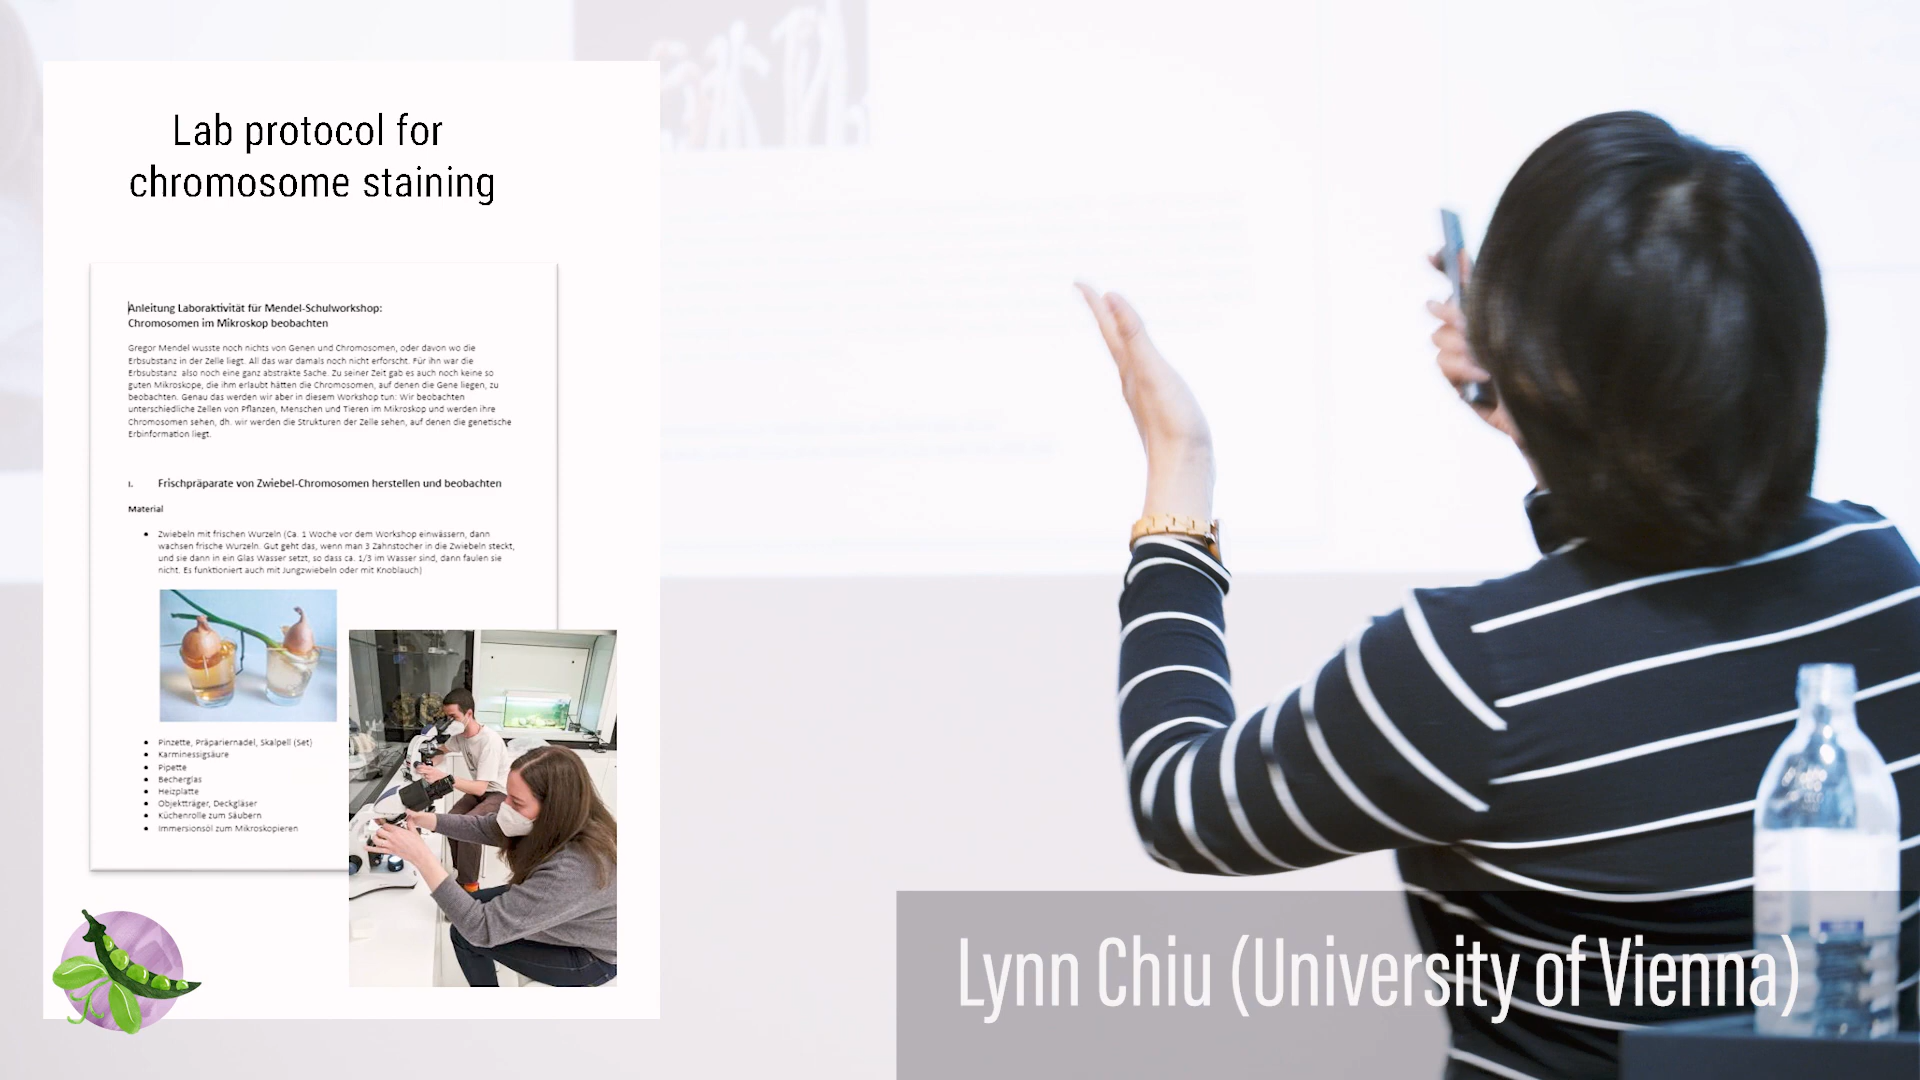 Lab protocol for
chromosome staining
Anleitung Laboraktivität für Mendel-Schulworkshop:
Chromosomen im Mikroskop beobachten
Gregor Mendel wusste noch nichts von Genen und Chromosomen, oder davon wo die
Erbsubstanz in der Zelle liegt. All das war damals noch nicht erforscht. Für ihn war die
Erbsubstanz also noch eine ganz abstrakte Sache. Zu seiner Zeit gab es auch noch keine so
guten Mikroskope, die ihm erlaubt hätten die Chromosomen, auf denen die Gene liegen, zu
beobachten. Genau das werden wir aber in diesem Workshop tun: Wir beobachten
unterschiedliche Zellen von Pflanzen, Menschen und Tieren im Mikroskop und werden ihre
Chromosomen sehen, dh. wir werden die Strukturen der Zelle sehen, auf denen die genetische
Erbinformation liegt.
I. Frischpräparate von Zwiebel-Chromosomen herstellen und beobachten
Material
• Zwiebeln mit frischen Wurzeln (Ca. 1 Woche vor dem Workshop einwässern, dann
wachsen frische Wurzeln. Gut geht das, wenn man 3 Zahnstocher in die Zwiebeln steckt,
und sie dann in ein Glas Wasser setzt, so dass ca. 1/3 im Wasser sind, dann faulen sie
nicht. Es funktioniert auch mit Jungzwiebeln oder mit Knoblauch)
• Pinzette, Präpariernadel, Skalpell (Set)
• Karminessigsäure
• Pipette
• Becherglas
• Heizplatte
• Objektträger, Deckgläser
• Küchenrolle zum Säubern
• Immersionsöl zum Mikroskopieren
Lynn Chiu (University of Vienna)